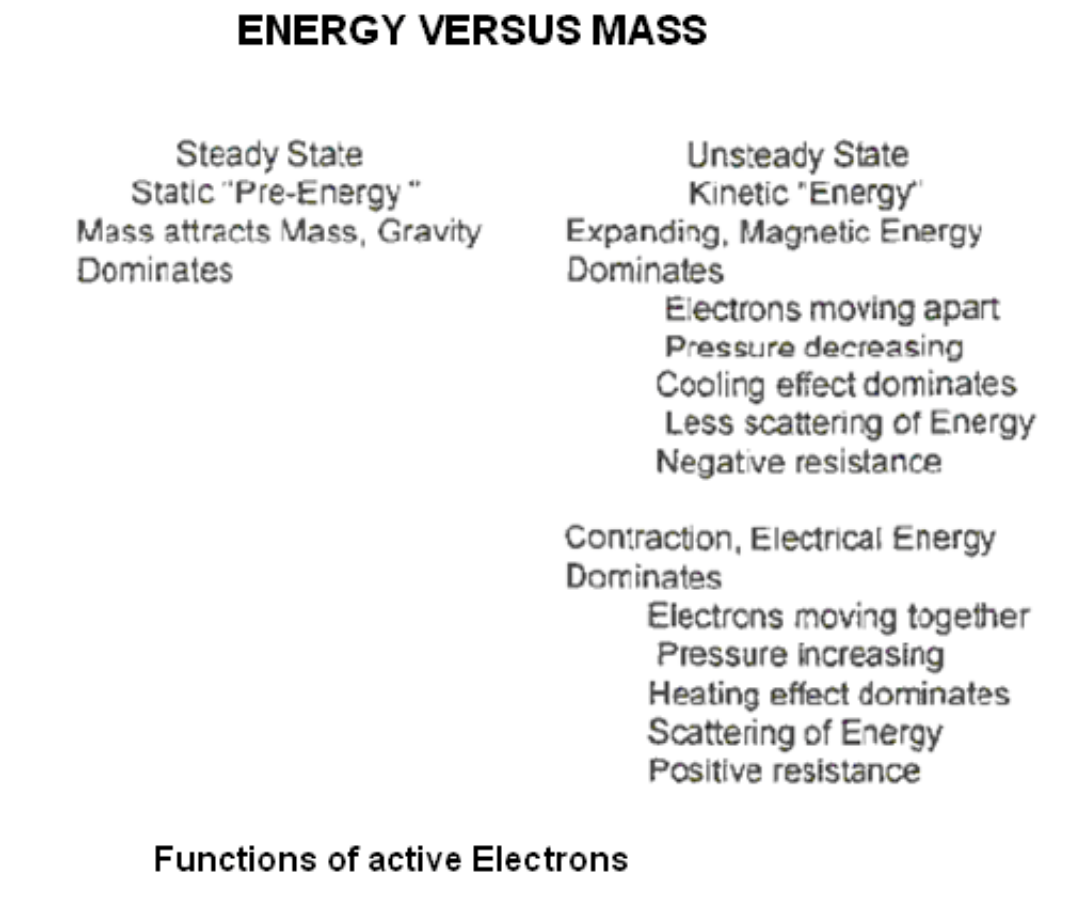 ENERGY VERSUS MASS
Steady State
Static "Pre-Energy "
Mass attracts Mass, Gravity
Dominates
Unsteady State
Kinetic "Energy"
Expanding, Magnetic Energy
Dominates
Electrons moving apart
Pressure decreasing
Cooling effect dominates
Less scattering of Energy
Negative resistance
Contraction, Electrical Energy
Dominates
Electrons moving together
Pressure increasing
Heating effect dominates
Scattering of Energy
Positive resistance
Functions of active Electrons